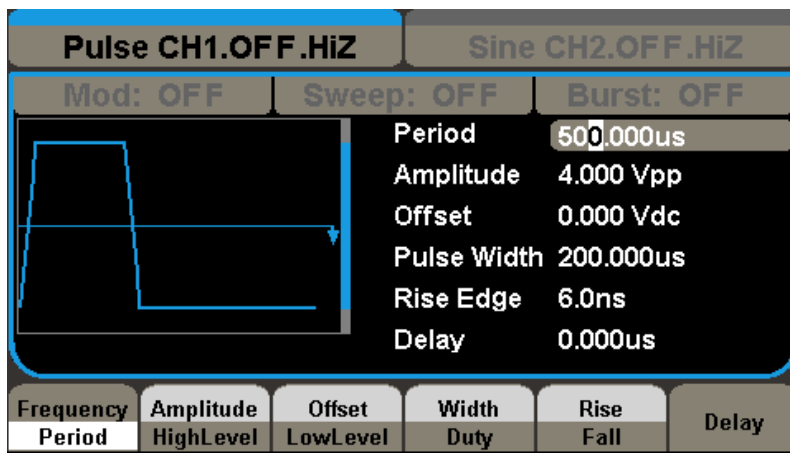 Pulse CH1.OFF.HiZ Sine CH2.OFF.HiZ
Mod: OFF Sweep: OFF Burst: OFF
Period 500.000us
Amplitude 4.000 Vpp
Offset 0.000 Vdc
Pulse Width 200.000us
Rise Edge 6.0ns
Delay 0.000us
Frequency Amplitude Offset Width Rise Delay
Period HighLevel LowLevel Duty Fall